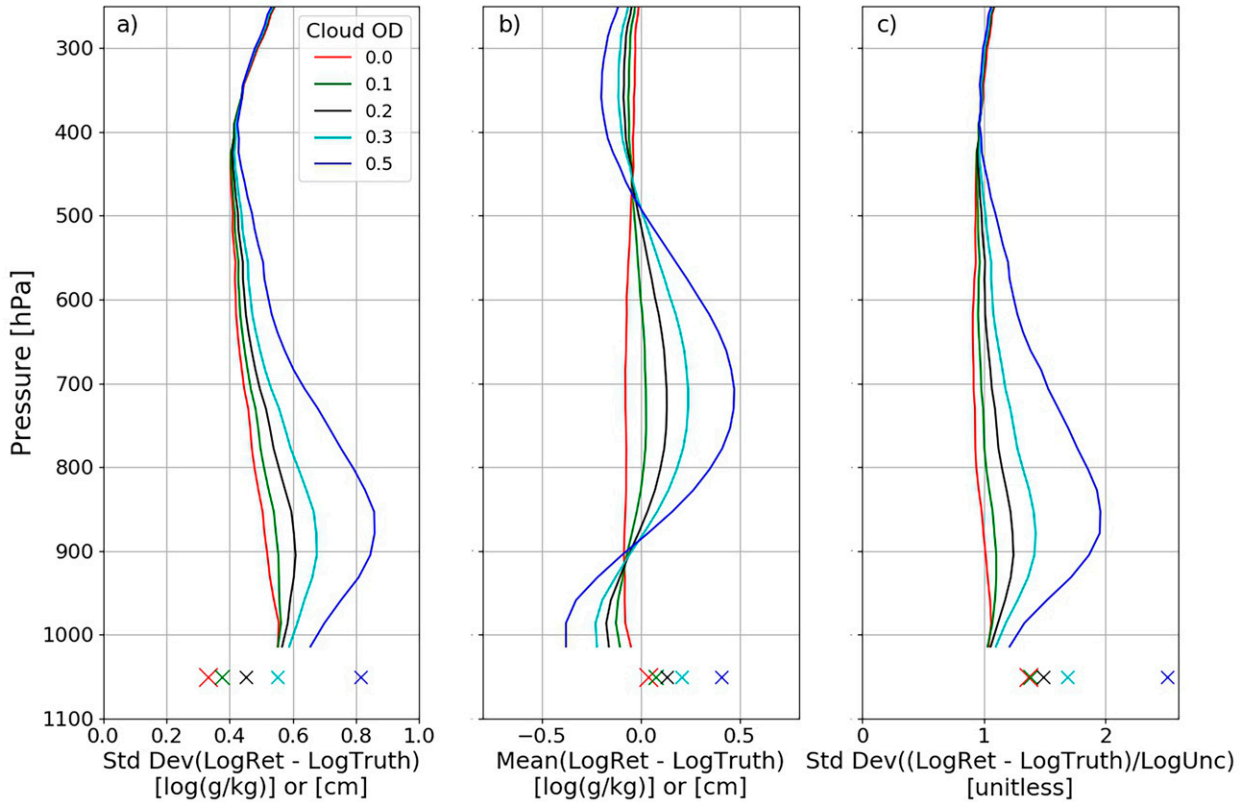 a)
Cloud OD
0.0
0.1
0.2
0.3
0.5
b)
c)
300
400
500
600
700
800
900
1000
1100
Pressure [hPa]
0.0 0.2 0.4 0.6 0.8 1.0
Std Dev(LogRet - LogTruth)
[log(g/kg)] or [cm]
−0.5 0.0 0.5
Mean(LogRet - LogTruth)
[log(g/kg)] or [cm]
0 1 2
Std Dev((LogRet - LogTruth)/LogUnc)
[unitless]